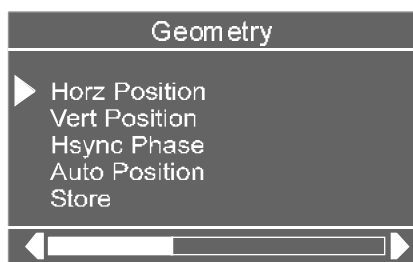 Geometry
Horz Position
Vert Position
Hsync Phase
Auto Position
Store